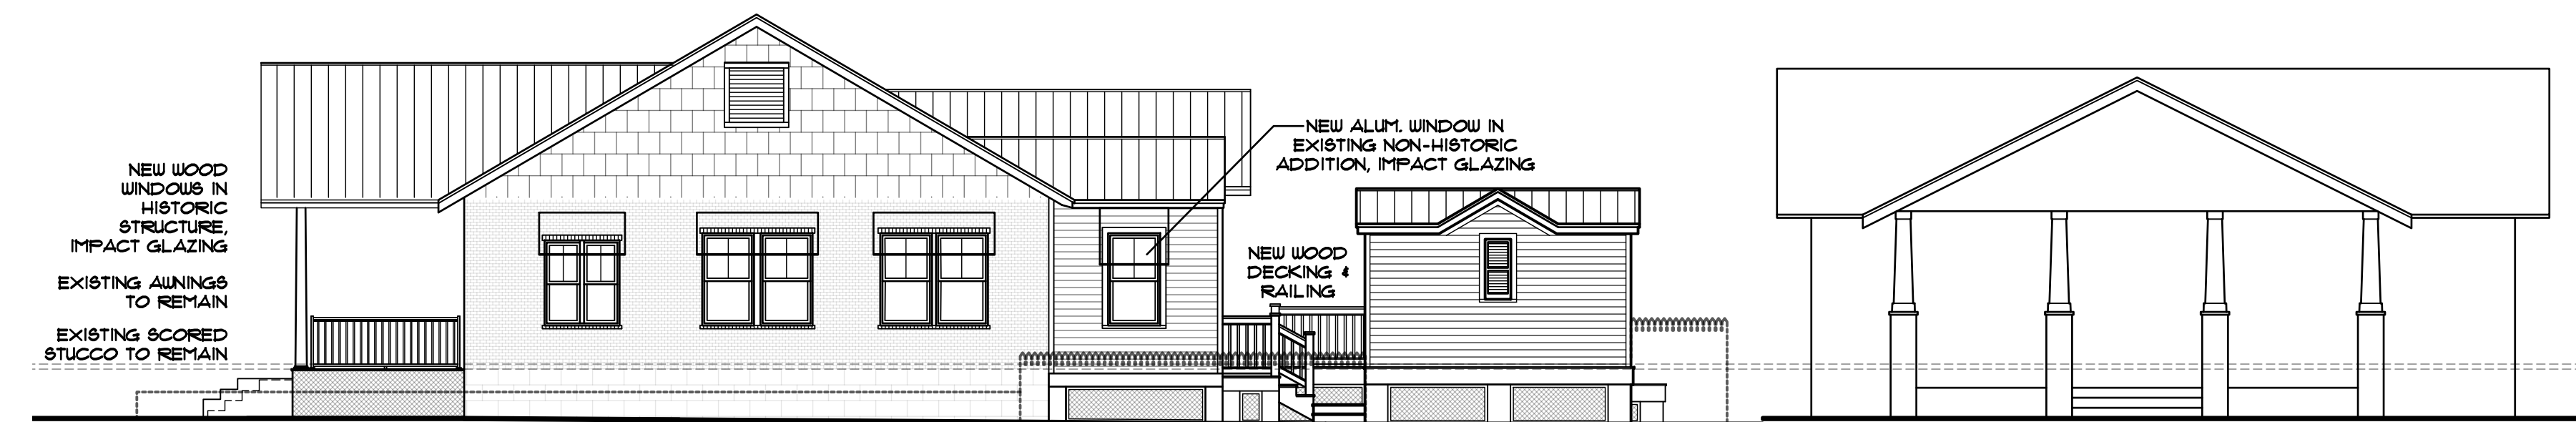 NEW WOOD
WINDOWS IN
HISTORIC
STRUCTURE,
IMPACT GLAZING
EXISTING AWNINGS
TO REMAIN
EXISTING SCORED
STUCCO TO REMAIN
NEW ALUM. WINDOW IN
EXISTING NON-HISTORIC
ADDITION, IMPACT GLAZING
NEW WOOD
DECKING &
RAILING